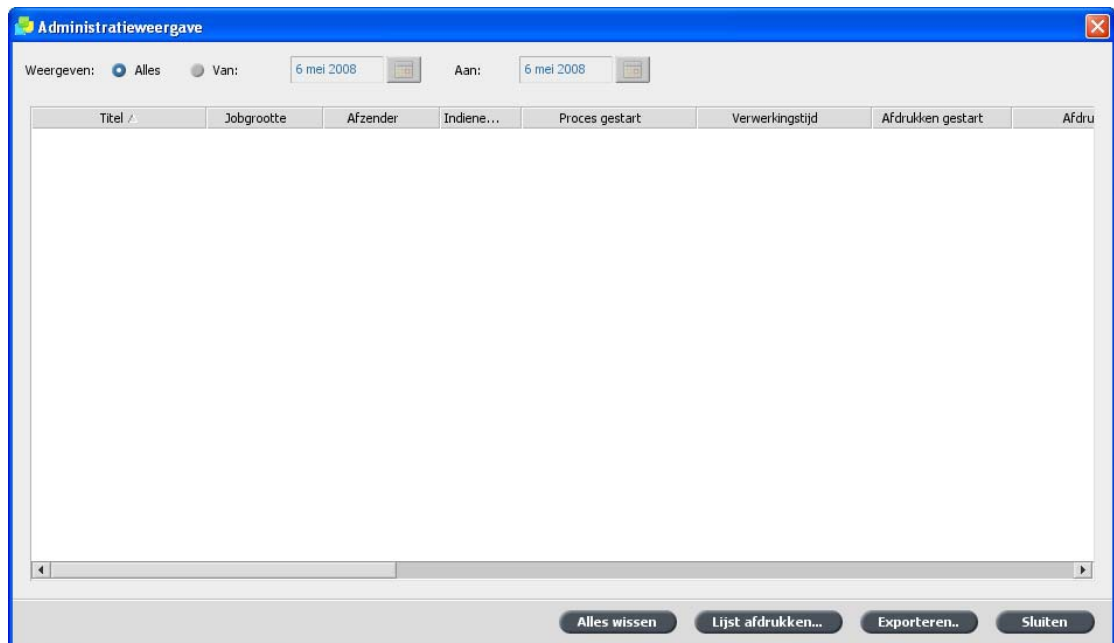 Administratieweergave
Weergeven: Alles Van: 6 mei 2008 Aan: 6 mei 2008
Titel Jobgrootte Afzender Indiene... Proces gestart Verwerkingstijd Afdrukken gestart Afdru
Alles wissen Lijst afdrukken... Exporteren.. Sluiten